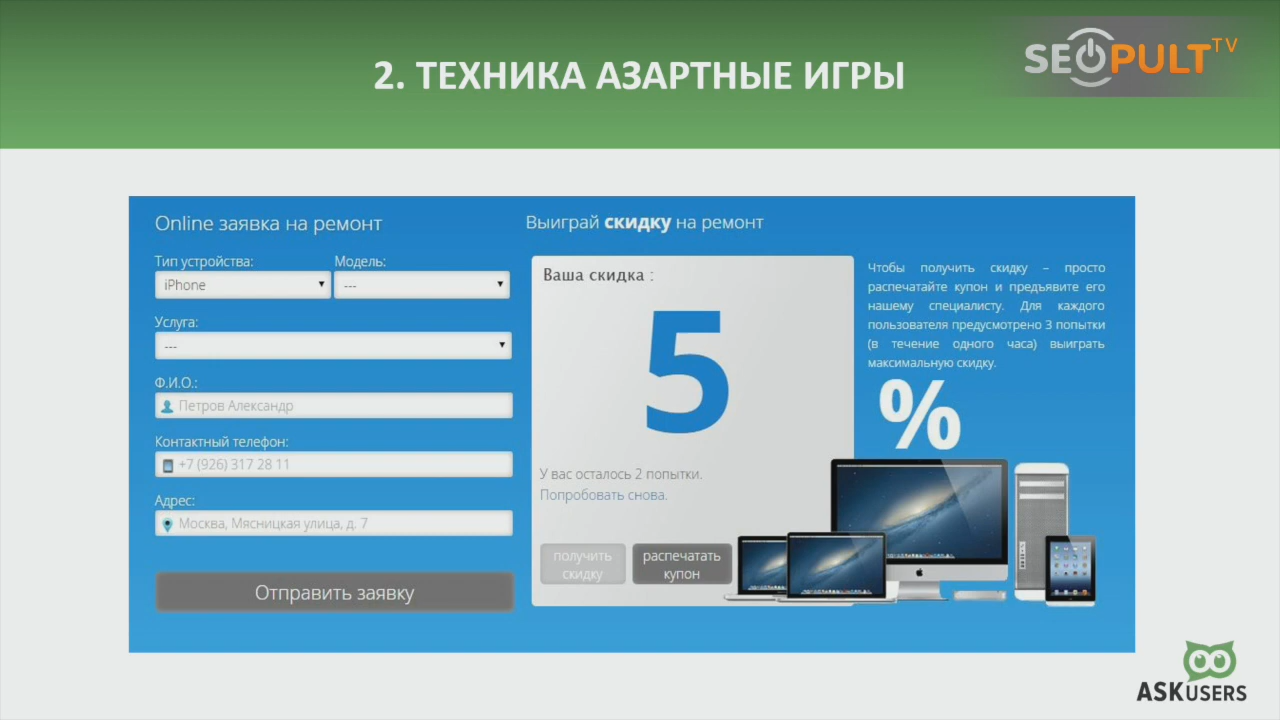 2. ТЕХНИКА АЗАРТНЫЕ ИГРЫ
SEOPULT TV
Online заявка на ремонт
Тип устройства:
Модель:
iPhone
---
Услуга:
---
Ф.И.О.:
Петров Александр
Контактный телефон:
+7 (926) 317 28 11
Адрес:
Москва, Мясницкая улица, д. 7
Отправить заявку
Выиграй скидку на ремонт
Ваша скидка :
5
У вас осталось 2 попытки.
Попробовать снова.
получить
скидку
распечатать
купон
Чтобы получить скидку – просто
распечатайте купон и предъявите его
нашему специалисту. Для каждого
пользователя предусмотрено 3 попытки
(в течение одного часа) выиграть
максимальную скидку.
%
ASKUSERS